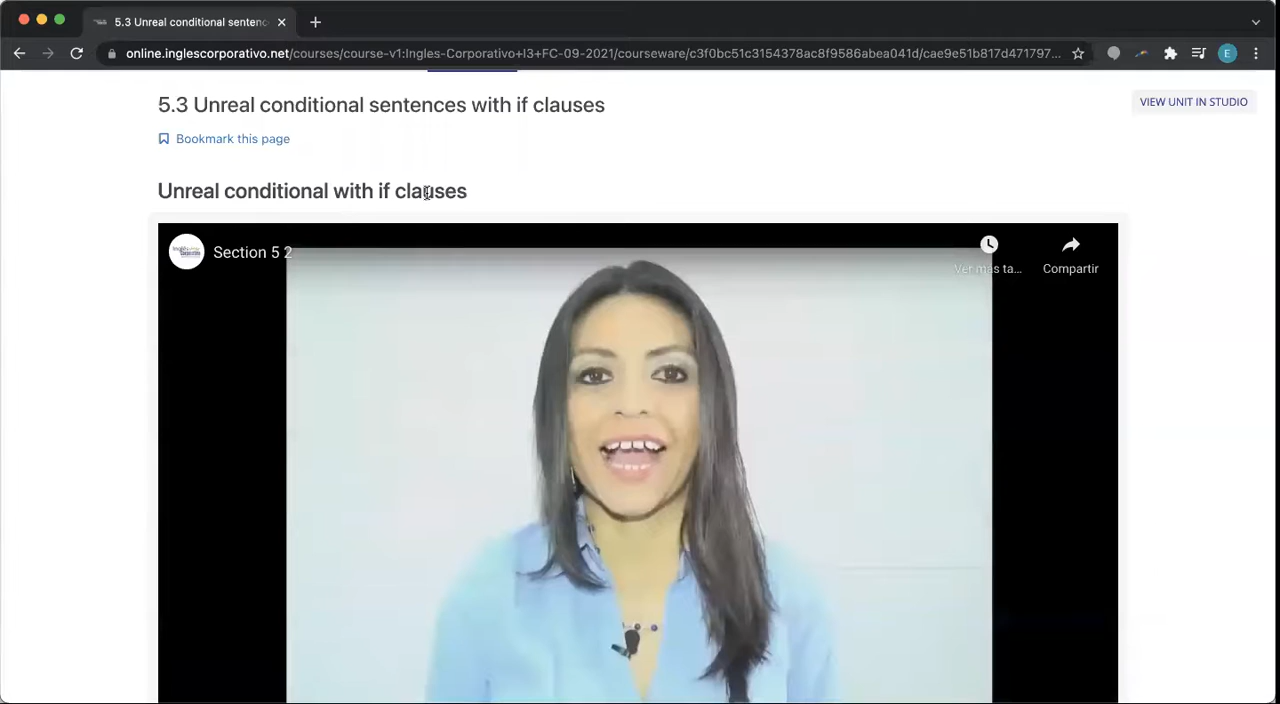 5.3 Unreal conditional sentenc
online.inglescorporativo.net/courses/course-v1:Ingles-Corporativo+I3+FC-09-2021/courseware/c3f0bc51c3154378ac8f9586abea041d/cae9e51b817d471797...
E
5.3 Unreal conditional sentences with if clauses
VIEW UNIT IN STUDIO
Bookmark this page
Unreal conditional with if clauses
Section 5 2
Ver más ta...
Compartir